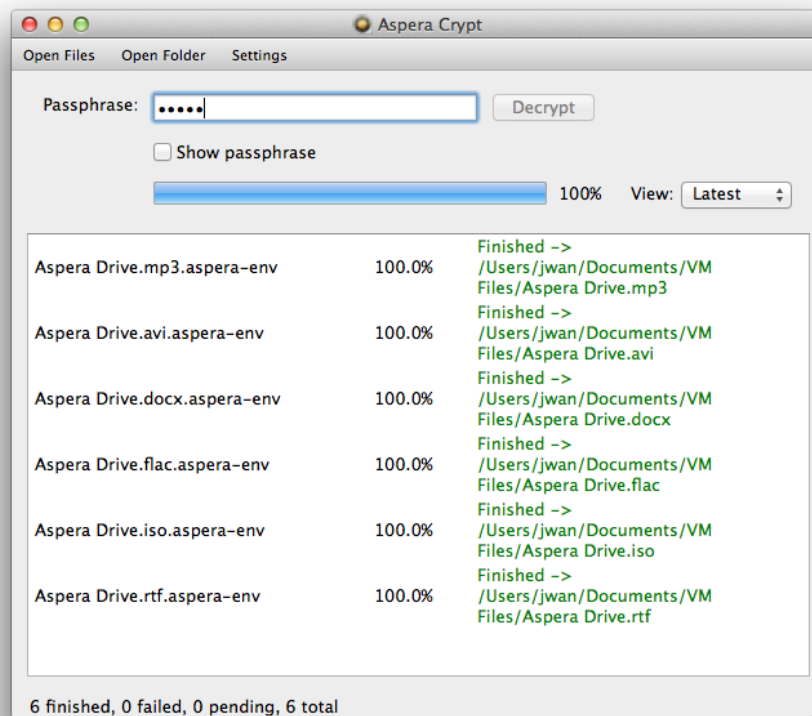 Aspera Crypt
Open Files Open Folder Settings
Passphrase: ••••• Decrypt
Show passphrase
100% View: Latest
Finished ->
Aspera Drive.mp3.aspera-env 100.0% /Users/jwan/Documents/VM
Files/Aspera Drive.mp3
Finished ->
Aspera Drive.avi.aspera-env 100.0% /Users/jwan/Documents/VM
Files/Aspera Drive.avi
Finished ->
Aspera Drive.docx.aspera-env 100.0% /Users/jwan/Documents/VM
Files/Aspera Drive.docx
Finished ->
Aspera Drive.flac.aspera-env 100.0% /Users/jwan/Documents/VM
Files/Aspera Drive.flac
Finished ->
Aspera Drive.iso.aspera-env 100.0% /Users/jwan/Documents/VM
Files/Aspera Drive.iso
Finished ->
Aspera Drive.rtf.aspera-env 100.0% /Users/jwan/Documents/VM
Files/Aspera Drive.rtf
6 finished, 0 failed, 0 pending, 6 total